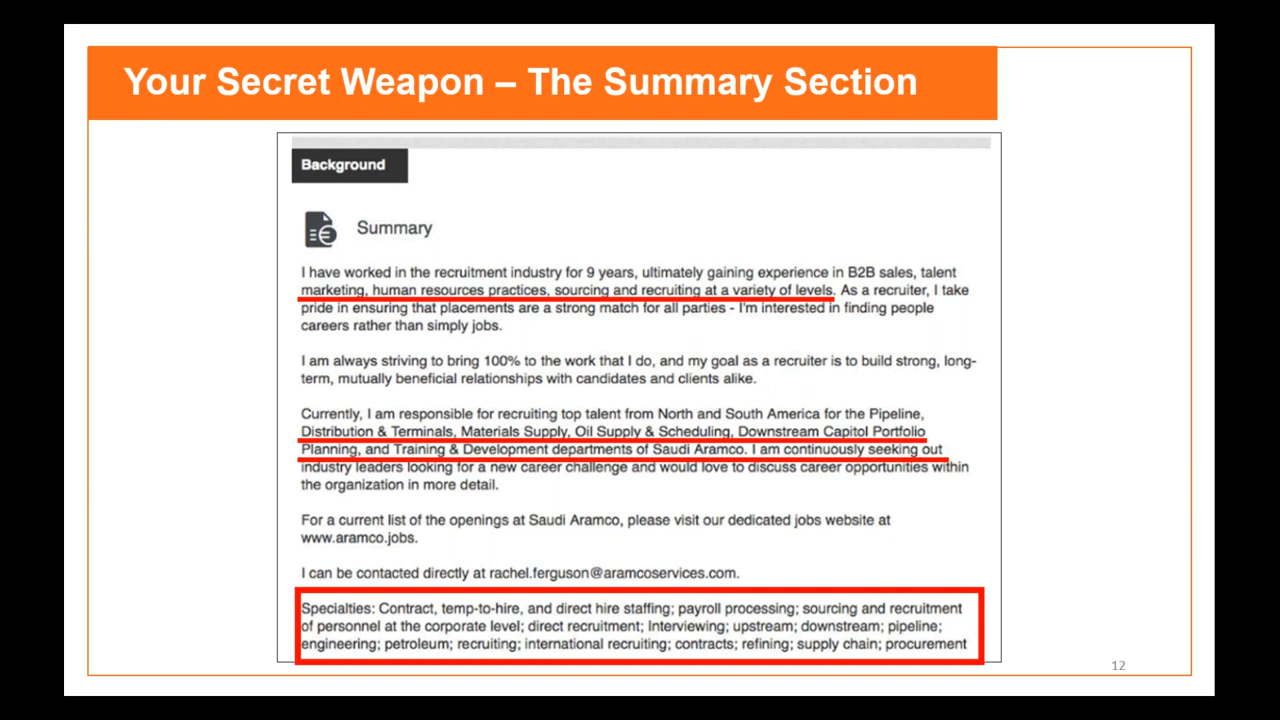 Your Secret Weapon – The Summary Section
Background
Summary
I have worked in the recruitment industry for 9 years, ultimately gaining experience in B2B sales, talent
marketing, human resources practices, sourcing and recruiting at a variety of levels. As a recruiter, I take
pride in ensuring that placements are a strong match for all parties - I'm interested in finding people
careers rather than simply jobs.
I am always striving to bring 100% to the work that I do, and my goal as a recruiter is to build strong, long-
term, mutually beneficial relationships with candidates and clients alike.
Currently, I am responsible for recruiting top talent from North and South America for the Pipeline,
Distribution & Terminals, Materials Supply, Oil Supply & Scheduling, Downstream Capitol Portfolio
Planning, and Training & Development departments of Saudi Aramco. I am continuously seeking out
industry leaders looking for a new career challenge and would love to discuss career opportunities within
the organization in more detail.
For a current list of the openings at Saudi Aramco, please visit our dedicated jobs website at
www.aramco.jobs.
I can be contacted directly at rachel.ferguson@aramcoservices.com.
Specialties: Contract, temp-to-hire, and direct hire staffing; payroll processing; sourcing and recruitment
of personnel at the corporate level; direct recruitment; Interviewing; upstream; downstream; pipeline;
engineering; petroleum; recruiting; international recruiting; contracts; refining; supply chain; procurement
12